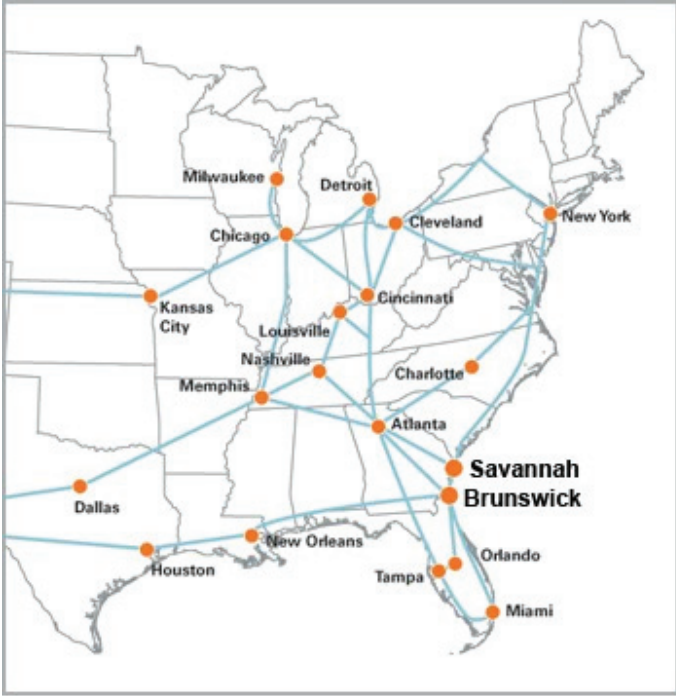 Milwaukee
Detroit
Cleveland
New York
Chicago
Kansas
City
Cincinnati
Louisville
Nashville
Memphis
Charlotte
Atlanta
Savannah
Brunswick
Dallas
New Orleans
Houston
Orlando
Tampa
Miami